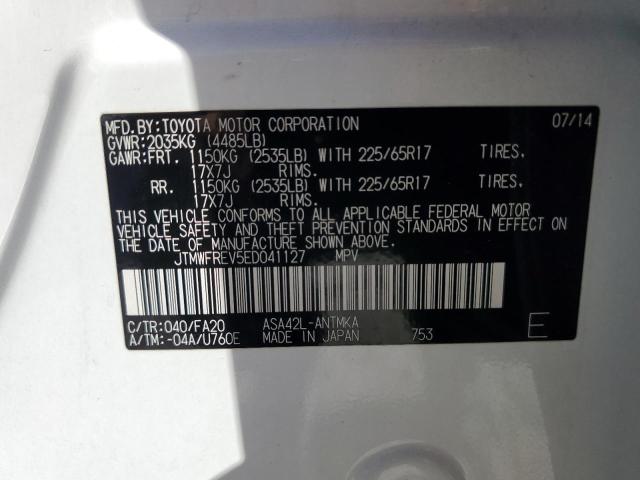 MFD.BY:TOYOTA MOTOR CORPORATION 07/14
GVWR:2035KG (4485LB)
GAWR:FRT. 1150KG (2535LB) WITH 225/65R17 TIRES.
17X7J RIMS.
RR. 1150KG (2535LB) WITH 225/65R17 TIRES.
17X7J RIMS.
THIS VEHICLE CONFORMS TO ALL APPLICABLE FEDERAL MOTOR
VEHICLE SAFETY AND THEFT PREVENTION STANDARDS IN EFFECT ON
THE DATE OF MANUFACTURE SHOWN ABOVE.
JTMWFREV5ED041127 MPV
C/TR:040/FA20 ASA42L-ANTMKA
A/TM:-04A/U760E MADE IN JAPAN 753 E